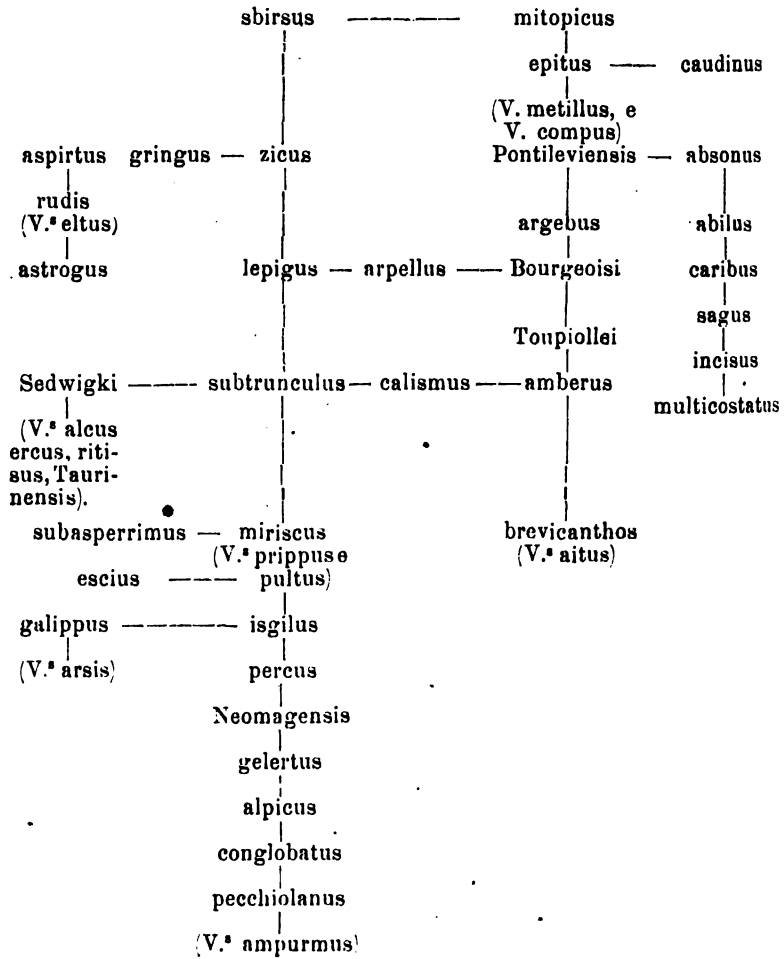 sbirsus — mitopicus
epitus — caudinus
(V. metillus, e
V. compus)
aspirtus gringus — zicus Pontileviensis — absonus
rudis
(V.ˢ eltus) argebus abilus
astrogus lepigus — arpellus — Bourgeoisi caribus
sagus
Toupiollei
incisus
Sedwigki — subtrunculus — calismus — amberus
multicostatus
(V.ˢ alcus
ercus, riti-
sus, Tauri-
nensis).
subasperrimus — miriscus brevicanthos
(V.ˢ prippus e (V.ˢ aitus)
escius — pultus)
galippus — isgilus
(V.ˢ arsis) percus
Neomagensis
gelertus
alpicus
conglobatus
pecchiolanus
(V.ˢ ampurmus)